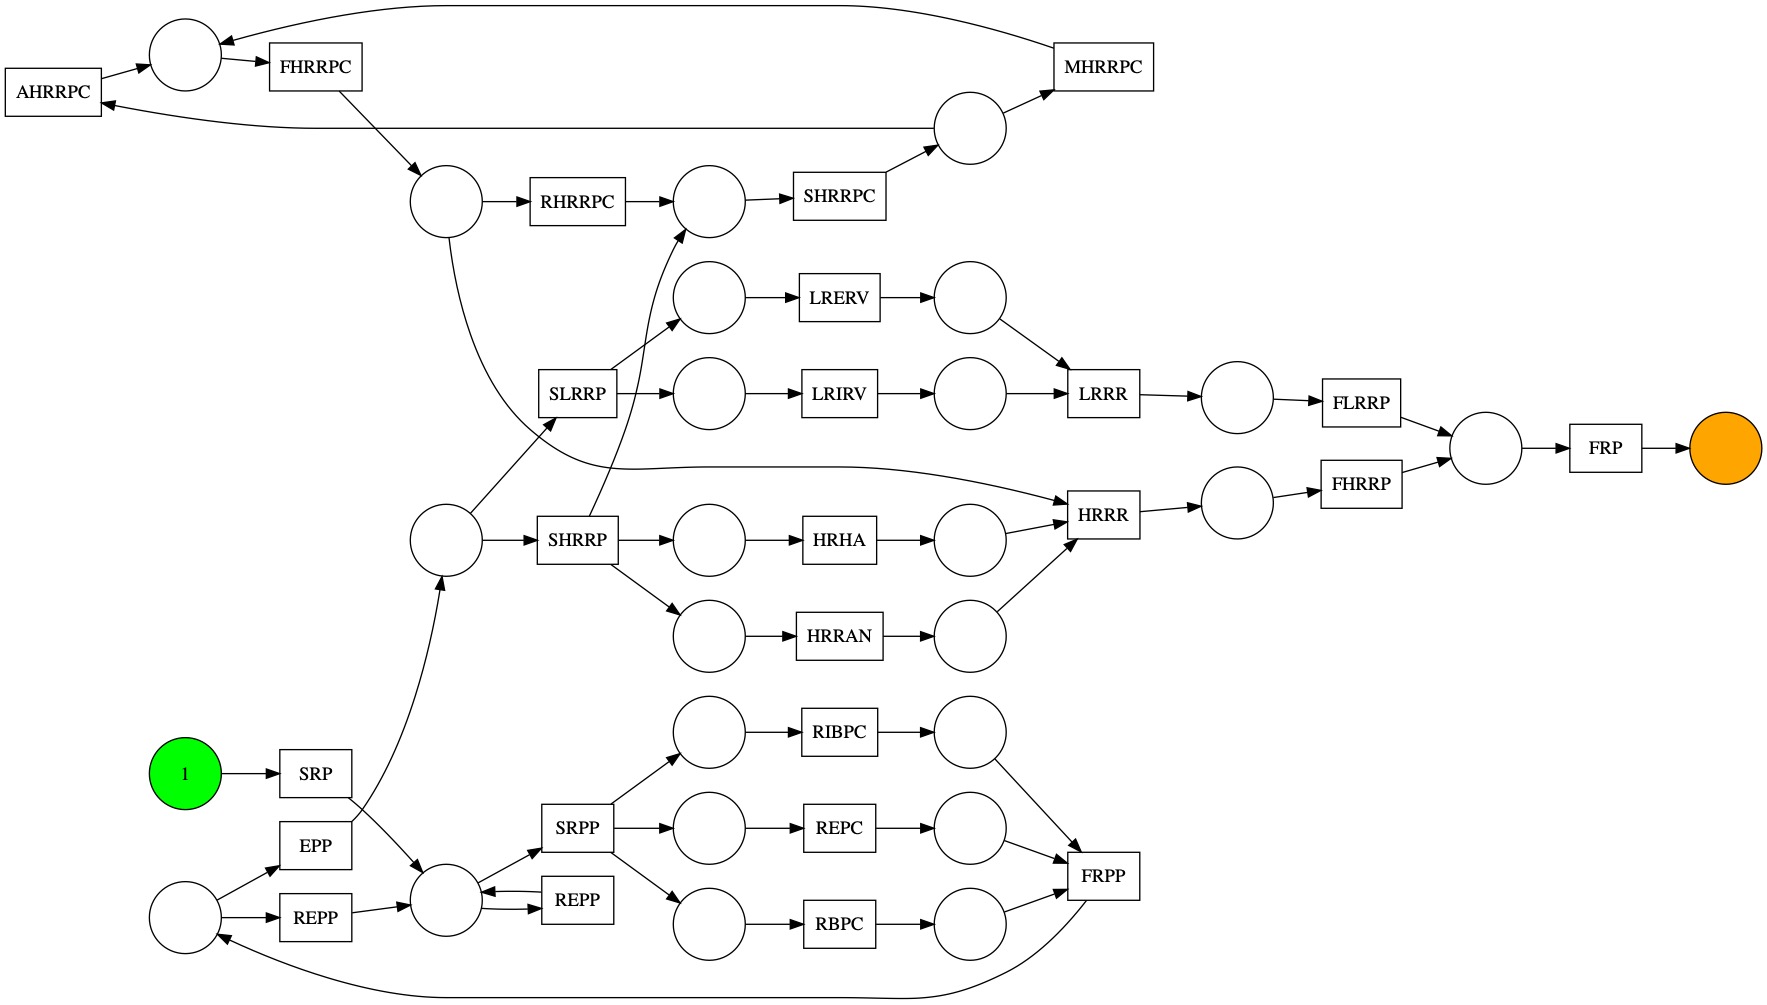 MHRRPC
FHRRPC
AHRRPC
SHRRPC
RHRRPC
LRERV
SLRRP
LRIRV
LRRR
FLRRP
FRP
FHRRP
HRRR
SHRRP
HRHA
HRRAN
RIBPC
1
SRP
SRPP
REPC
EPP
FRPP
REPP
REPP
RBPC